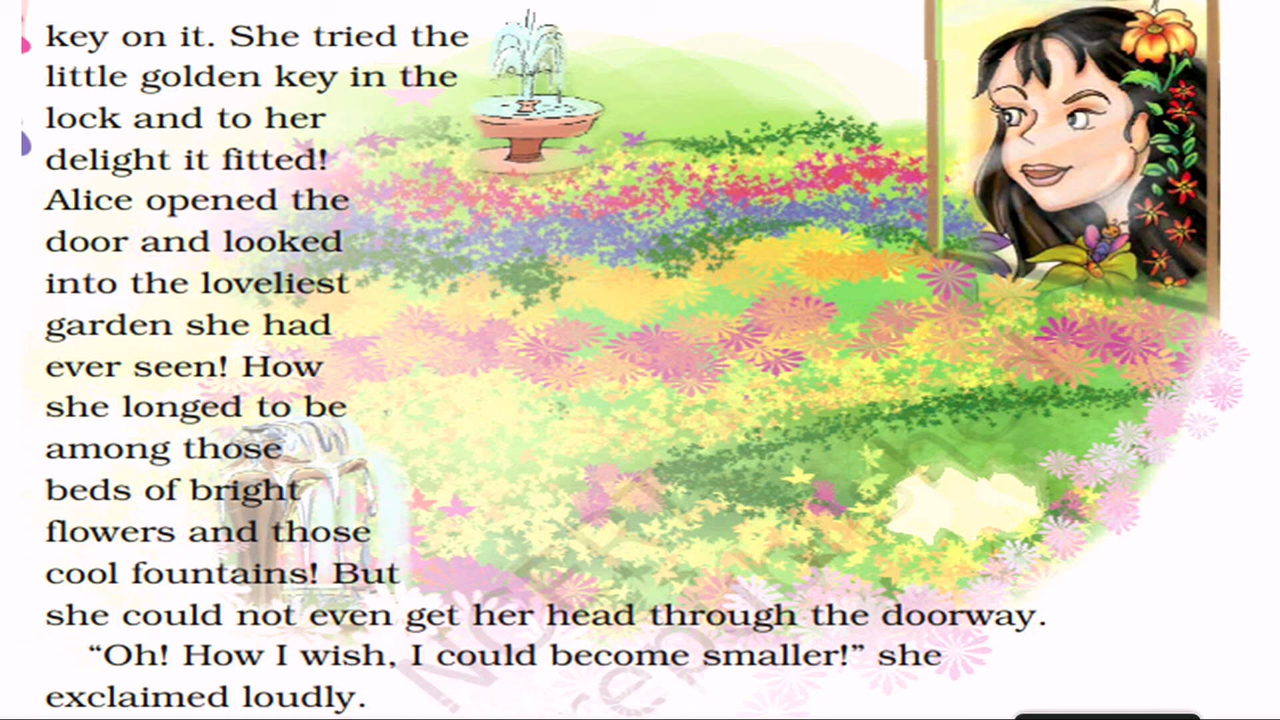 key on it. She tried the
little golden key in the
lock and to her
delight it fitted!
Alice opened the
door and looked
into the loveliest
garden she had
ever seen! How
she longed to be
among those
beds of bright
flowers and those
cool fountains! But
she could not even get her head through the doorway.
“Oh! How I wish, I could become smaller!” she
exclaimed loudly.